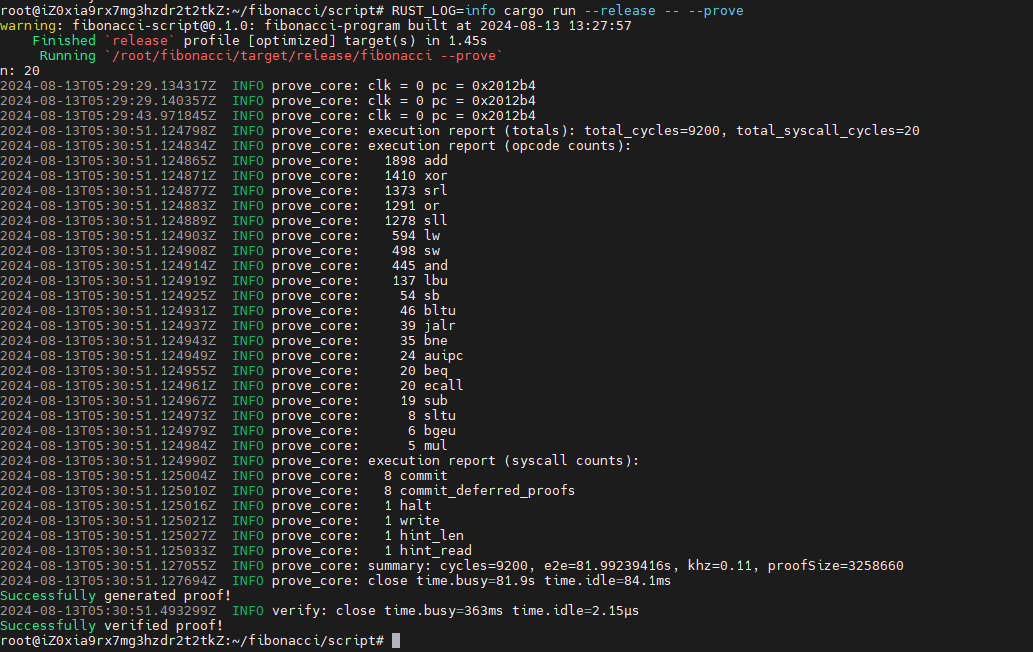 root@iZ0xia9rx7mg3hzdr2t2tkZ:~/fibonacci/script# RUST_LOG=info cargo run --release -- --prove
warning: fibonacci-script@0.1.0: fibonacci-program built at 2024-08-13 13:27:57
    Finished `release` profile [optimized] target(s) in 1.45s
     Running `/root/fibonacci/target/release/fibonacci --prove`
n: 20
2024-08-13T05:29:29.134317Z  INFO prove_core: clk = 0 pc = 0x2012b4
2024-08-13T05:29:29.140357Z  INFO prove_core: clk = 0 pc = 0x2012b4
2024-08-13T05:29:43.971845Z  INFO prove_core: clk = 0 pc = 0x2012b4
2024-08-13T05:30:51.124798Z  INFO prove_core: execution report (totals): total_cycles=9200, total_syscall_cycles=20
2024-08-13T05:30:51.124834Z  INFO prove_core: execution report (opcode counts):
2024-08-13T05:30:51.124865Z  INFO prove_core:   1898 add
2024-08-13T05:30:51.124871Z  INFO prove_core:   1410 xor
2024-08-13T05:30:51.124877Z  INFO prove_core:   1373 srl
2024-08-13T05:30:51.124883Z  INFO prove_core:   1291 or
2024-08-13T05:30:51.124889Z  INFO prove_core:   1278 sll
2024-08-13T05:30:51.124903Z  INFO prove_core:    594 lw
2024-08-13T05:30:51.124908Z  INFO prove_core:    498 sw
2024-08-13T05:30:51.124914Z  INFO prove_core:    445 and
2024-08-13T05:30:51.124919Z  INFO prove_core:    137 lbu
2024-08-13T05:30:51.124925Z  INFO prove_core:     54 sb
2024-08-13T05:30:51.124931Z  INFO prove_core:     46 bltu
2024-08-13T05:30:51.124937Z  INFO prove_core:     39 jalr
2024-08-13T05:30:51.124943Z  INFO prove_core:     35 bne
2024-08-13T05:30:51.124949Z  INFO prove_core:     24 auipc
2024-08-13T05:30:51.124955Z  INFO prove_core:     20 beq
2024-08-13T05:30:51.124961Z  INFO prove_core:     20 ecall
2024-08-13T05:30:51.124967Z  INFO prove_core:     19 sub
2024-08-13T05:30:51.124973Z  INFO prove_core:      8 sltu
2024-08-13T05:30:51.124979Z  INFO prove_core:      6 bgeu
2024-08-13T05:30:51.124984Z  INFO prove_core:      5 mul
2024-08-13T05:30:51.124990Z  INFO prove_core: execution report (syscall counts):
2024-08-13T05:30:51.125004Z  INFO prove_core:   8 commit
2024-08-13T05:30:51.125010Z  INFO prove_core:   8 commit_deferred_proofs
2024-08-13T05:30:51.125016Z  INFO prove_core:   1 halt
2024-08-13T05:30:51.125021Z  INFO prove_core:   1 write
2024-08-13T05:30:51.125027Z  INFO prove_core:   1 hint_len
2024-08-13T05:30:51.125033Z  INFO prove_core:   1 hint_read
2024-08-13T05:30:51.127055Z  INFO prove_core: summary: cycles=9200, e2e=81.99239416s, khz=0.11, proofSize=3258660
2024-08-13T05:30:51.127694Z  INFO prove_core: close time.busy=81.9s time.idle=84.1ms
Successfully generated proof!
2024-08-13T05:30:51.493299Z  INFO verify: close time.busy=363ms time.idle=2.15µs
Successfully verified proof!
root@iZ0xia9rx7mg3hzdr2t2tkZ:~/fibonacci/script#